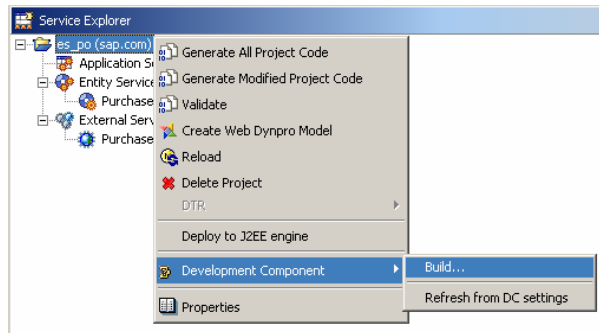 Service Explorer
es_po (sap.com)
Application S
Entity Service
Purchase
External Serv
Purchase
Generate All Project Code
Generate Modified Project Code
Validate
Create Web Dynpro Model
Reload
Delete Project
DTR
Deploy to J2EE engine
Development Component
Properties
Build...
Refresh from DC settings